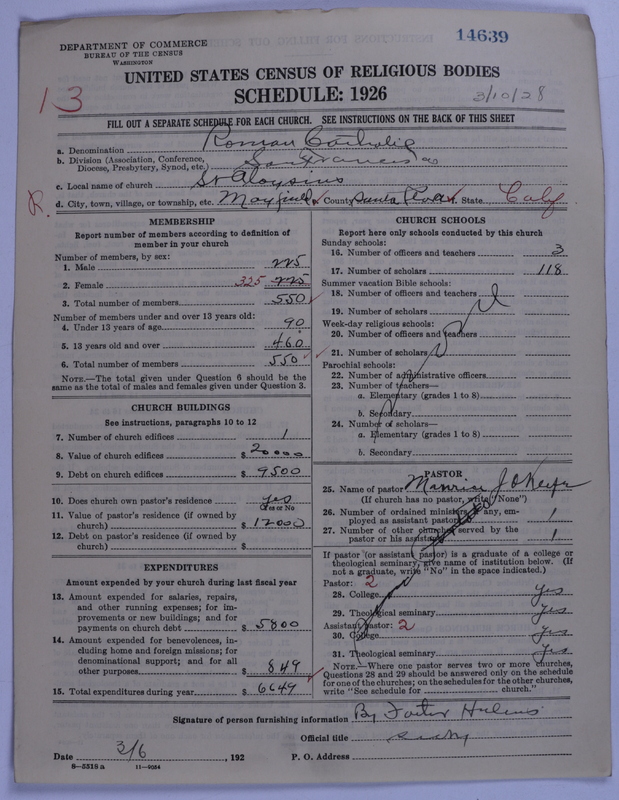 DEPARTMENT OF COMMERCE
BUREAU OF THE CENSUS
WASHINGTON
14639
UNITED STATES CENSUS OF RELIGIOUS BODIES
SCHEDULE: 1926
13
3/10/28
FILL OUT A SEPARATE SCHEDULE FOR EACH CHURCH. SEE INSTRUCTIONS ON THE BACK OF THIS SHEET
a. Denomination Roman Catholic
b. Division (Association, Conference, Diocese, Presbytery, Synod, etc.) San Francisco
c. Local name of church St Aloysius
R. d. City, town, village, or township, etc. Mayfield County Santa Clara State Calif
MEMBERSHIP
Report number of members according to definition of
member in your church
Number of members, by sex:
1. Male 225
2. Female 325 225
3. Total number of members 550
Number of members under and over 13 years old:
4. Under 13 years of age 90
5. 13 years old and over 460
6. Total number of members 550
NOTE.—The total given under Question 6 should be
same as the total of males and females given under Question 3.
CHURCH BUILDINGS
See instructions, paragraphs 10 to 12
7. Number of church edifices 1
8. Value of church edifices $ 20000
9. Debt on church edifices $ 9500
10. Does church own pastor's residence yes
(Yes or No)
11. Value of pastor's residence (if owned by
church) $ 12000
12. Debt on pastor's residence (if owned by
church) $
EXPENDITURES
Amount expended by your church during last fiscal year
13. Amount expended for salaries, repairs,
and other running expenses; for im-
provements or new buildings; and for
payments on church debt $ 5800
14. Amount expended for benevolences, in-
cluding home and foreign missions; for
denominational support; and for all
other purposes $ 849
15. Total expenditures during year $ 6649
CHURCH SCHOOLS
Report here only schools conducted by this church
Sunday schools:
16. Number of officers and teachers 3
17. Number of scholars 118
Summer vacation Bible schools:
18. Number of officers and teachers
19. Number of scholars
Week-day religious schools:
20. Number of officers and teachers
21. Number of scholars
Parochial schools:
22. Number of administrative officers
23. Number of teachers—
a. Elementary (grades 1 to 8)
b. Secondary
24. Number of scholars—
a. Elementary (grades 1 to 8)
b. Secondary
PASTOR
25. Name of pastor Maurice J O'Keefe
(If church has no pastor, write "None")
26. Number of ordained ministers, if any, em-
ployed as assistant pastors 1
27. Number of other churches served by the
pastor or his assistant 1
If pastor (or assistant pastor) is a graduate of a college or
theological seminary, give name of institution below. (If
not a graduate, write "No" in the space indicated.)
Pastor: 2
28. College yes
29. Theological seminary yes
Assistant pastor: 2
30. College yes
31. Theological seminary yes
NOTE.—Where one pastor serves two or more churches,
Questions 28 and 29 should be answered only on the schedule
for one of the churches; on the schedules for the other churches,
write "See schedule for church."
Signature of person furnishing information By
Official title
Date 3/6, 192 P. O. Address
8—5318 a 11—9054